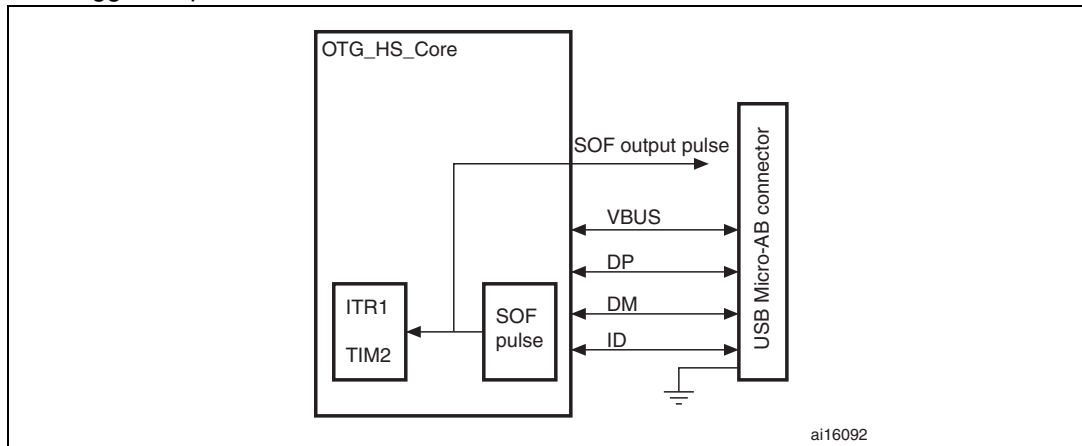 OTG_HS_Core
SOF output pulse
VBUS
DP
DM
ID
ITR1
TIM2
SOF
pulse
USB Micro-AB connector
ai16092